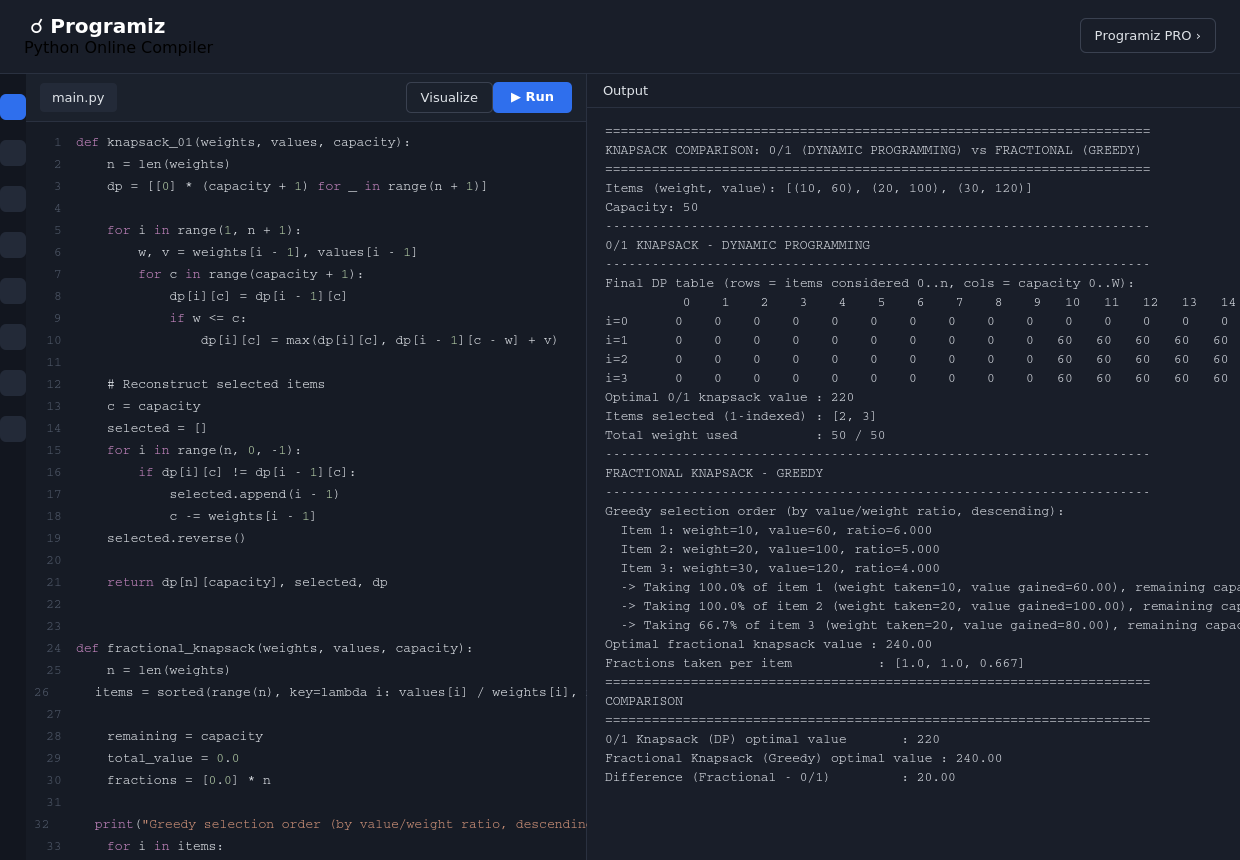 Programiz
Python Online Compiler
Programiz PRO ›
main.py
Visualize
▶ Run
1 def knapsack_01(weights, values, capacity):
2     n = len(weights)
3     dp = [[0] * (capacity + 1) for _ in range(n + 1)]
4
5     for i in range(1, n + 1):
6         w, v = weights[i - 1], values[i - 1]
7         for c in range(capacity + 1):
8             dp[i][c] = dp[i - 1][c]
9             if w <= c:
10                 dp[i][c] = max(dp[i][c], dp[i - 1][c - w] + v)
11
12     # Reconstruct selected items
13     c = capacity
14     selected = []
15     for i in range(n, 0, -1):
16         if dp[i][c] != dp[i - 1][c]:
17             selected.append(i - 1)
18             c -= weights[i - 1]
19     selected.reverse()
20
21     return dp[n][capacity], selected, dp
22
23
24 def fractional_knapsack(weights, values, capacity):
25     n = len(weights)
26     items = sorted(range(n), key=lambda i: values[i] / weights[i],
27
28     remaining = capacity
29     total_value = 0.0
30     fractions = [0.0] * n
31
32     print("Greedy selection order (by value/weight ratio, descendin
33     for i in items:
Output
======================================================================
KNAPSACK COMPARISON: 0/1 (DYNAMIC PROGRAMMING) vs FRACTIONAL (GREEDY)
======================================================================
Items (weight, value): [(10, 60), (20, 100), (30, 120)]
Capacity: 50
----------------------------------------------------------------------
0/1 KNAPSACK - DYNAMIC PROGRAMMING
----------------------------------------------------------------------
Final DP table (rows = items considered 0..n, cols = capacity 0..W):
          0    1    2    3    4    5    6    7    8    9   10   11   12   13   14
i=0      0    0    0    0    0    0    0    0    0    0    0    0    0    0    0
i=1      0    0    0    0    0    0    0    0    0    0   60   60   60   60   60
i=2      0    0    0    0    0    0    0    0    0    0   60   60   60   60   60
i=3      0    0    0    0    0    0    0    0    0    0   60   60   60   60   60
Optimal 0/1 knapsack value : 220
Items selected (1-indexed) : [2, 3]
Total weight used          : 50 / 50
----------------------------------------------------------------------
FRACTIONAL KNAPSACK - GREEDY
----------------------------------------------------------------------
Greedy selection order (by value/weight ratio, descending):
  Item 1: weight=10, value=60, ratio=6.000
  Item 2: weight=20, value=100, ratio=5.000
  Item 3: weight=30, value=120, ratio=4.000
  -> Taking 100.0% of item 1 (weight taken=10, value gained=60.00), remaining capa
  -> Taking 100.0% of item 2 (weight taken=20, value gained=100.00), remaining cap
  -> Taking 66.7% of item 3 (weight taken=20, value gained=80.00), remaining capac
Optimal fractional knapsack value : 240.00
Fractions taken per item           : [1.0, 1.0, 0.667]
======================================================================
COMPARISON
======================================================================
0/1 Knapsack (DP) optimal value       : 220
Fractional Knapsack (Greedy) optimal value : 240.00
Difference (Fractional - 0/1)         : 20.00